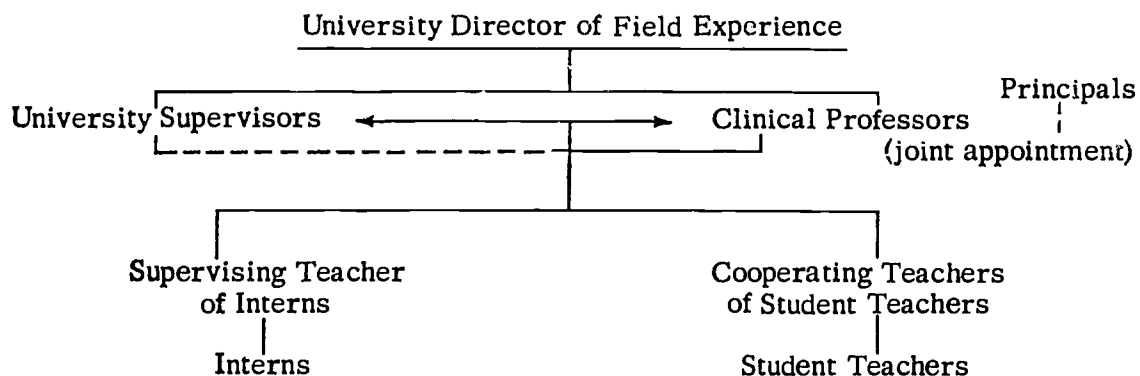 University Director of Field Experience
Principals
University Supervisors
Clinical Professors
(joint appointment)
Supervising Teacher
of Interns
Cooperating Teachers
of Student Teachers
Interns
Student Teachers